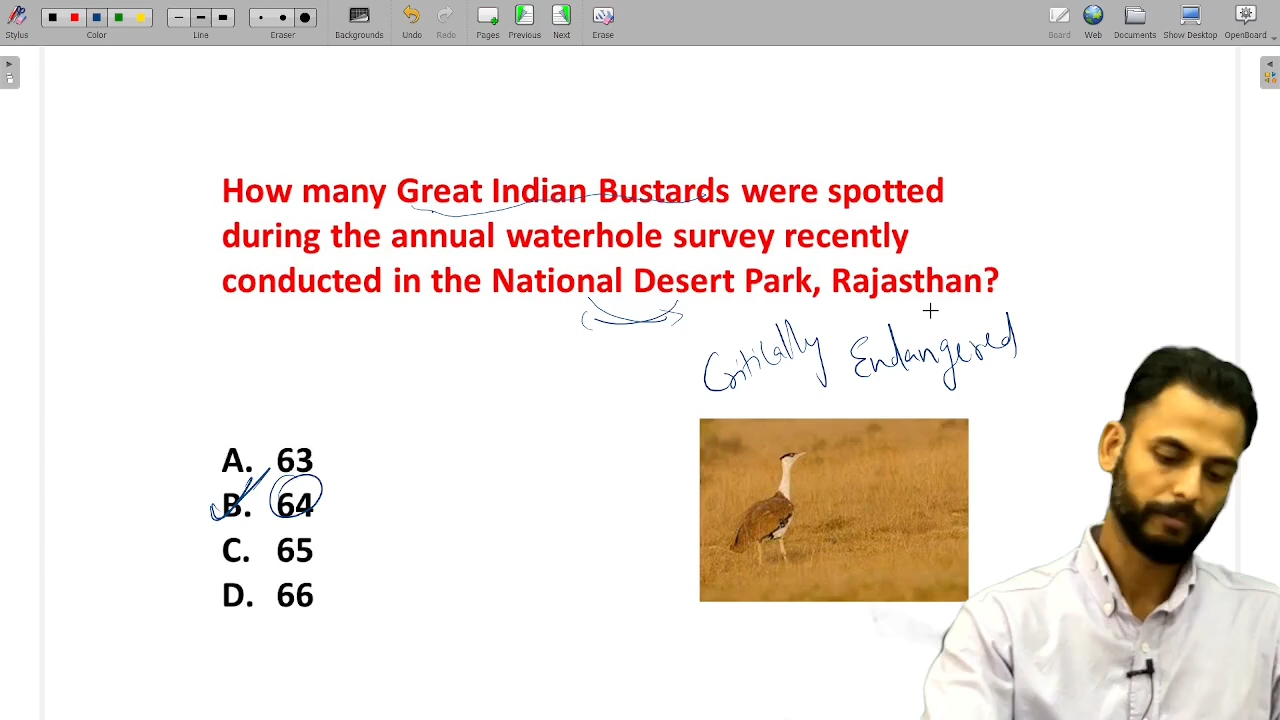 Stylus Color Line Eraser Backgrounds Undo Redo Pages Previous Next Erase Board Web Documents Show Desktop OpenBoard
How many Great Indian Bustards were spotted
during the annual waterhole survey recently
conducted in the National Desert Park, Rajasthan?
Critically Endangered
A. 63
B. 64
C. 65
D. 66